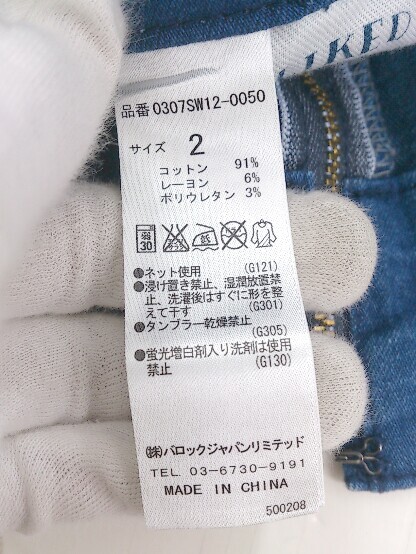 LIKED
品番 0307SW12-0050
サイズ 2
コットン 91%
レーヨン 6%
ポリウレタン 3%
弱
30
ネット使用 (G121)
浸け置き禁止、湿潤放置禁
止、洗濯後はすぐに形を整
えて干す (G301)
タンブラー乾燥禁止
(G305)
蛍光増白剤入り洗剤は使用
禁止 (G130)
㈱バロックジャパンリミテッド
TEL 03-6730-9191
MADE IN CHINA
500208